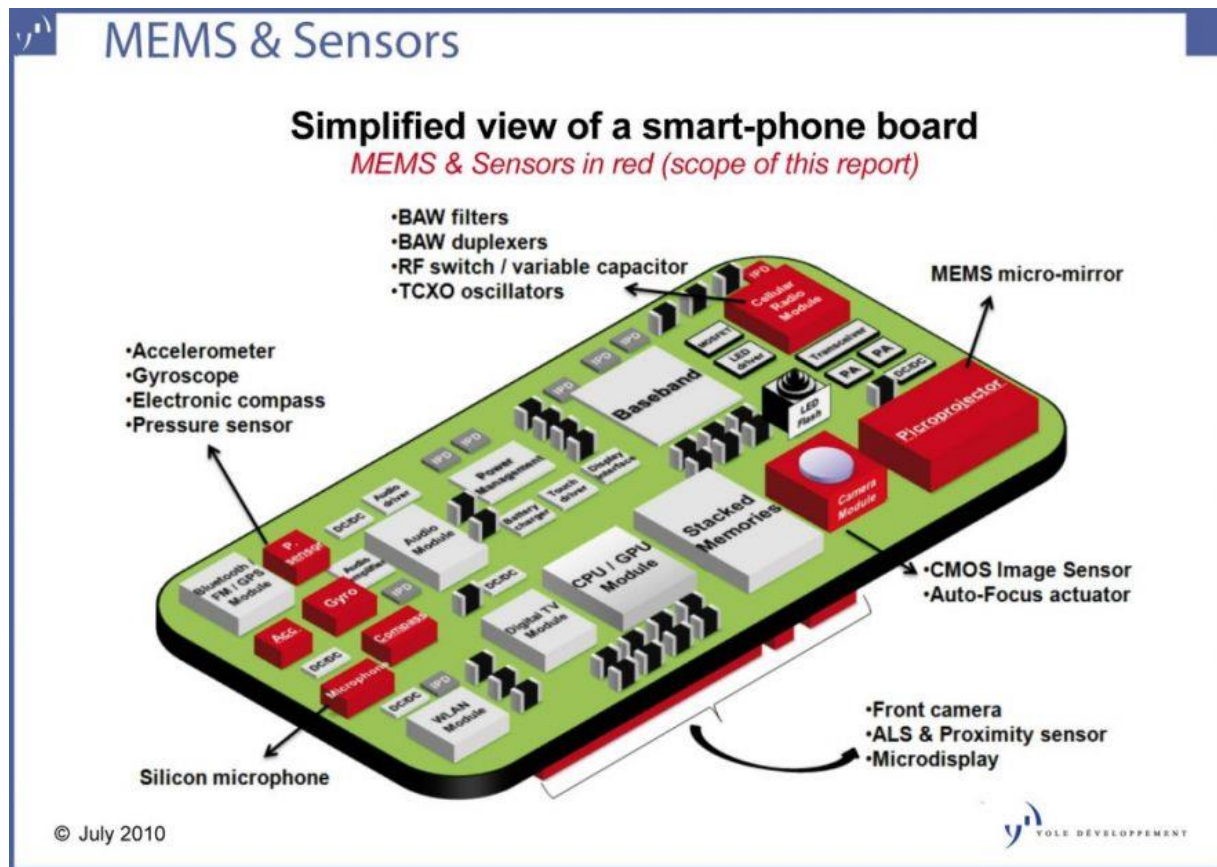 MEMS & Sensors
Simplified view of a smart-phone board
MEMS & Sensors in red (scope of this report)
•BAW filters
•BAW duplexers
•RF switch / variable capacitor
•TCXO oscillators
MEMS micro-mirror
•Accelerometer
•Gyroscope
•Electronic compass
•Pressure sensor
IPD
Cellular
Radio
Module
MOSFET
LED
driver
Transceiver
PA
PA
DC/DC
IPD
IPD
IPD
Baseband
LED
Flash
Picroprojector
IPD
IPD
Power
Management
Display
interface
Touch
driver
Battery
charger
Camera
Module
Stacked
Memories
Audio
driver
DC/DC
Audio
Module
P.
sensor
Bluetooth
FM / GPS
Module
Audio
amplifier
IPD
DC/DC
CPU / GPU
Module
Gyro
Acc.
Compass
Digital TV
Module
DC/DC
Microphone
DC/DC
IPD
WLAN
Module
•CMOS Image Sensor
•Auto-Focus actuator
•Front camera
•ALS & Proximity sensor
•Microdisplay
Silicon microphone
© July 2010
YOLE DÉVELOPPEMENT